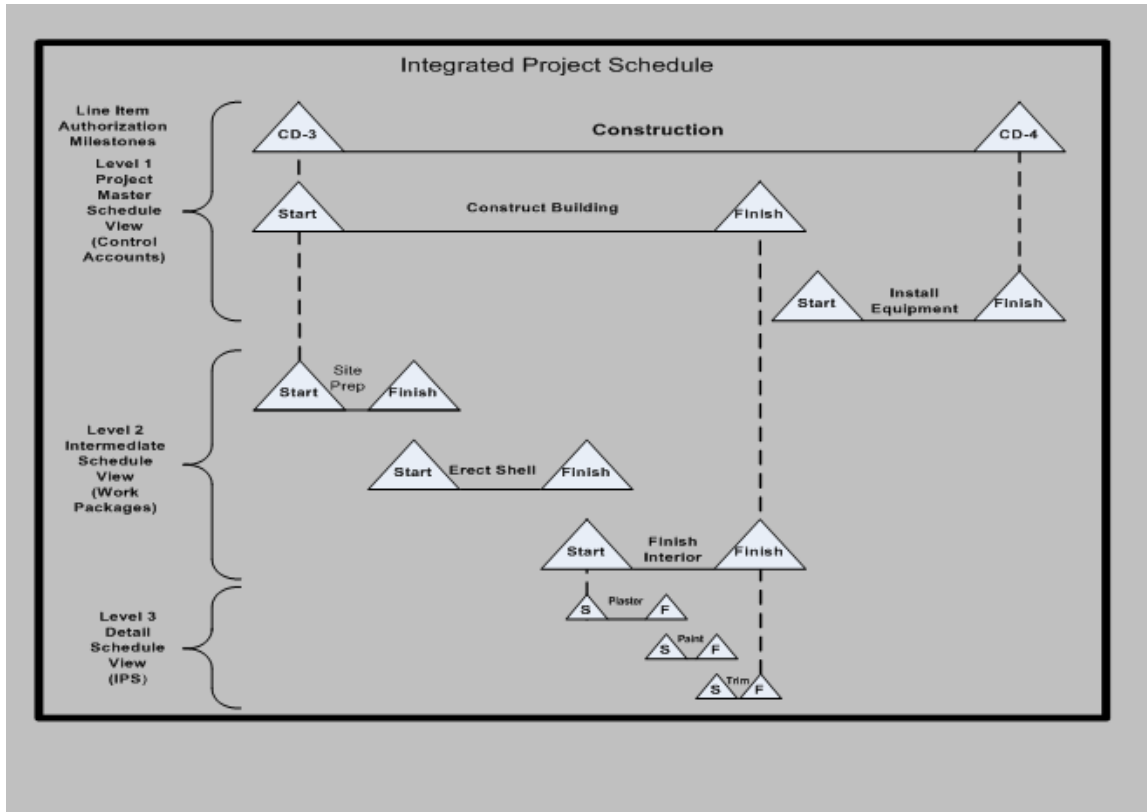 Integrated Project Schedule
Line Item
Authorization
Milestones
Level 1
Project
Master
Schedule
View
(Control
Accounts)
CD-3
Construction
CD-4
Start
Construct Building
Finish
Start
Install
Equipment
Finish
Level 2
Intermediate
Schedule
View
(Work
Packages)
Start
Site
Prep
Finish
Start
Erect Shell
Finish
Start
Finish
Interior
Finish
Level 3
Detail
Schedule
View
(IPS)
S
Plaster
F
S
Paint
F
S
Trim
F